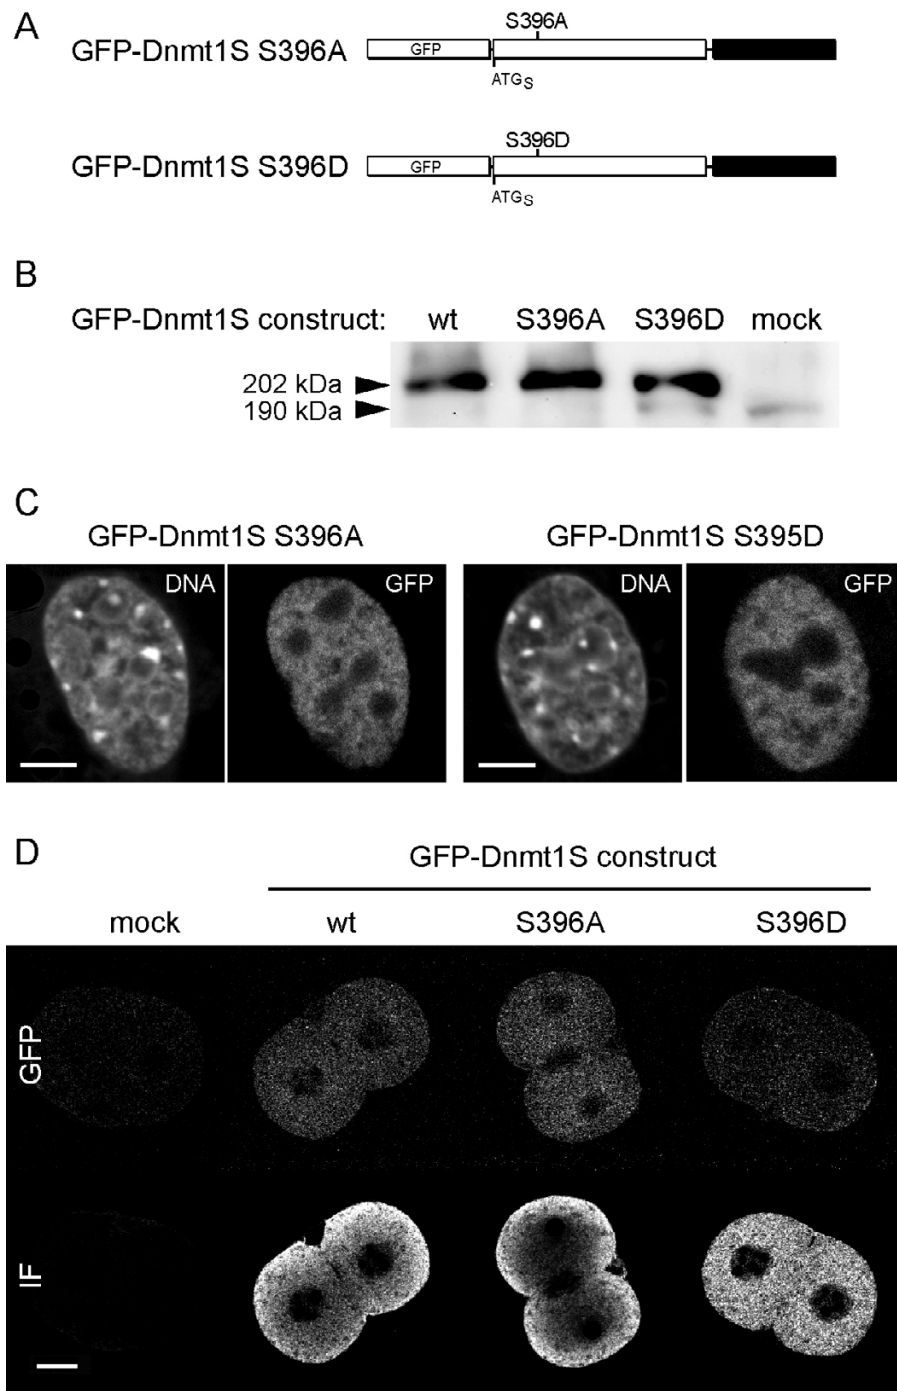 A
S396A
GFP-Dnmt1S S396A
GFP
ATGS
S396D
GFP-Dnmt1S S396D
GFP
ATGS
B
GFP-Dnmt1S construct: wt S396A S396D mock
202 kDa
190 kDa
C
GFP-Dnmt1S S396A GFP-Dnmt1S S395D
DNA GFP DNA GFP
D
GFP-Dnmt1S construct
mock wt S396A S396D
GFP
IF